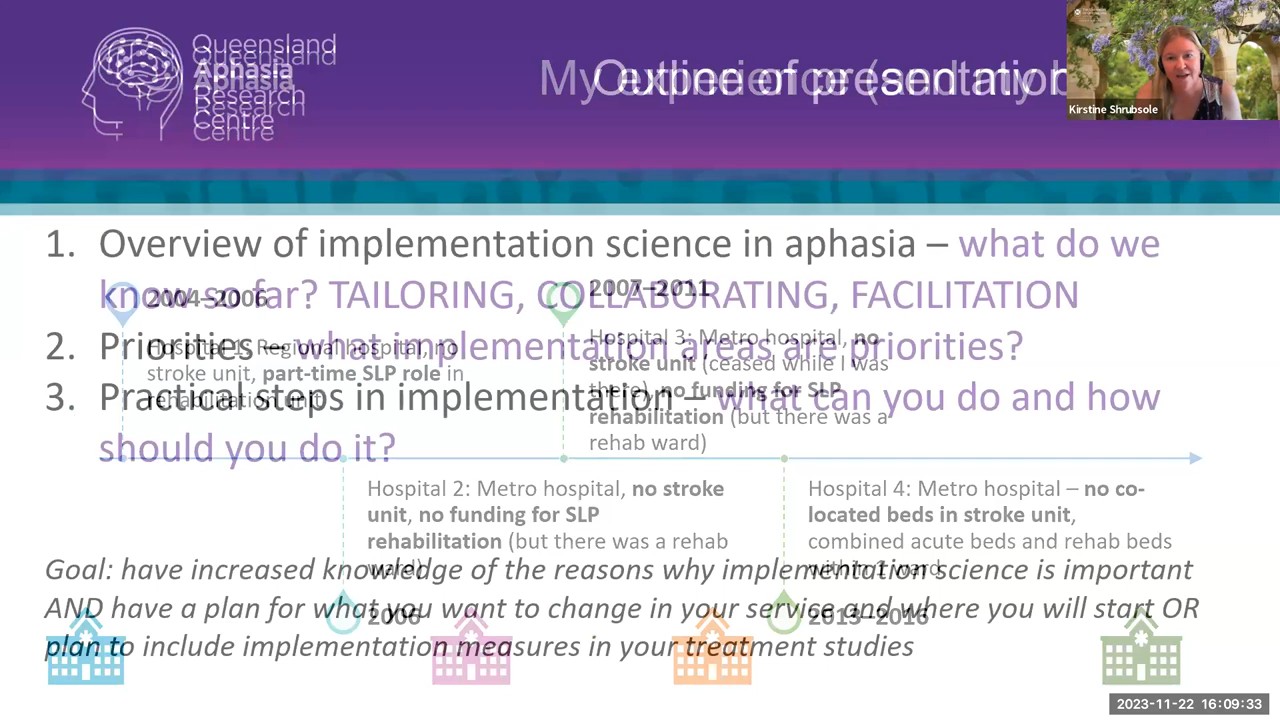 Queensland
Aphasia
Research
Centre
Outline of presentation
My experience (and my
Kirstine Shrubsole
1. Overview of implementation science in aphasia – what do we
know so far? TAILORING, COLLABORATING, FACILITATION
2. Priorities – what implementation areas are priorities?
3. Practical steps in implementation – what can you do and how
should you do it?
2004–2006
Hospital 1: Regional hospital, no
stroke unit, part-time SLP role in
rehabilitation unit
2007–2011
Hospital 3: Metro hospital, no
stroke unit (ceased while I was
there), no funding for SLP
rehabilitation (but there was a
rehab ward)
Hospital 2: Metro hospital, no stroke
unit, no funding for SLP
rehabilitation (but there was a rehab
ward)
2006
Hospital 4: Metro hospital – no co-
located beds in stroke unit,
combined acute beds and rehab beds
within 1 ward
2013–2016
Goal: have increased knowledge of the reasons why implementation science is important
AND have a plan for what you want to change in your service and where you will start OR
plan to include implementation measures in your treatment studies
2023-11-22 16:09:33